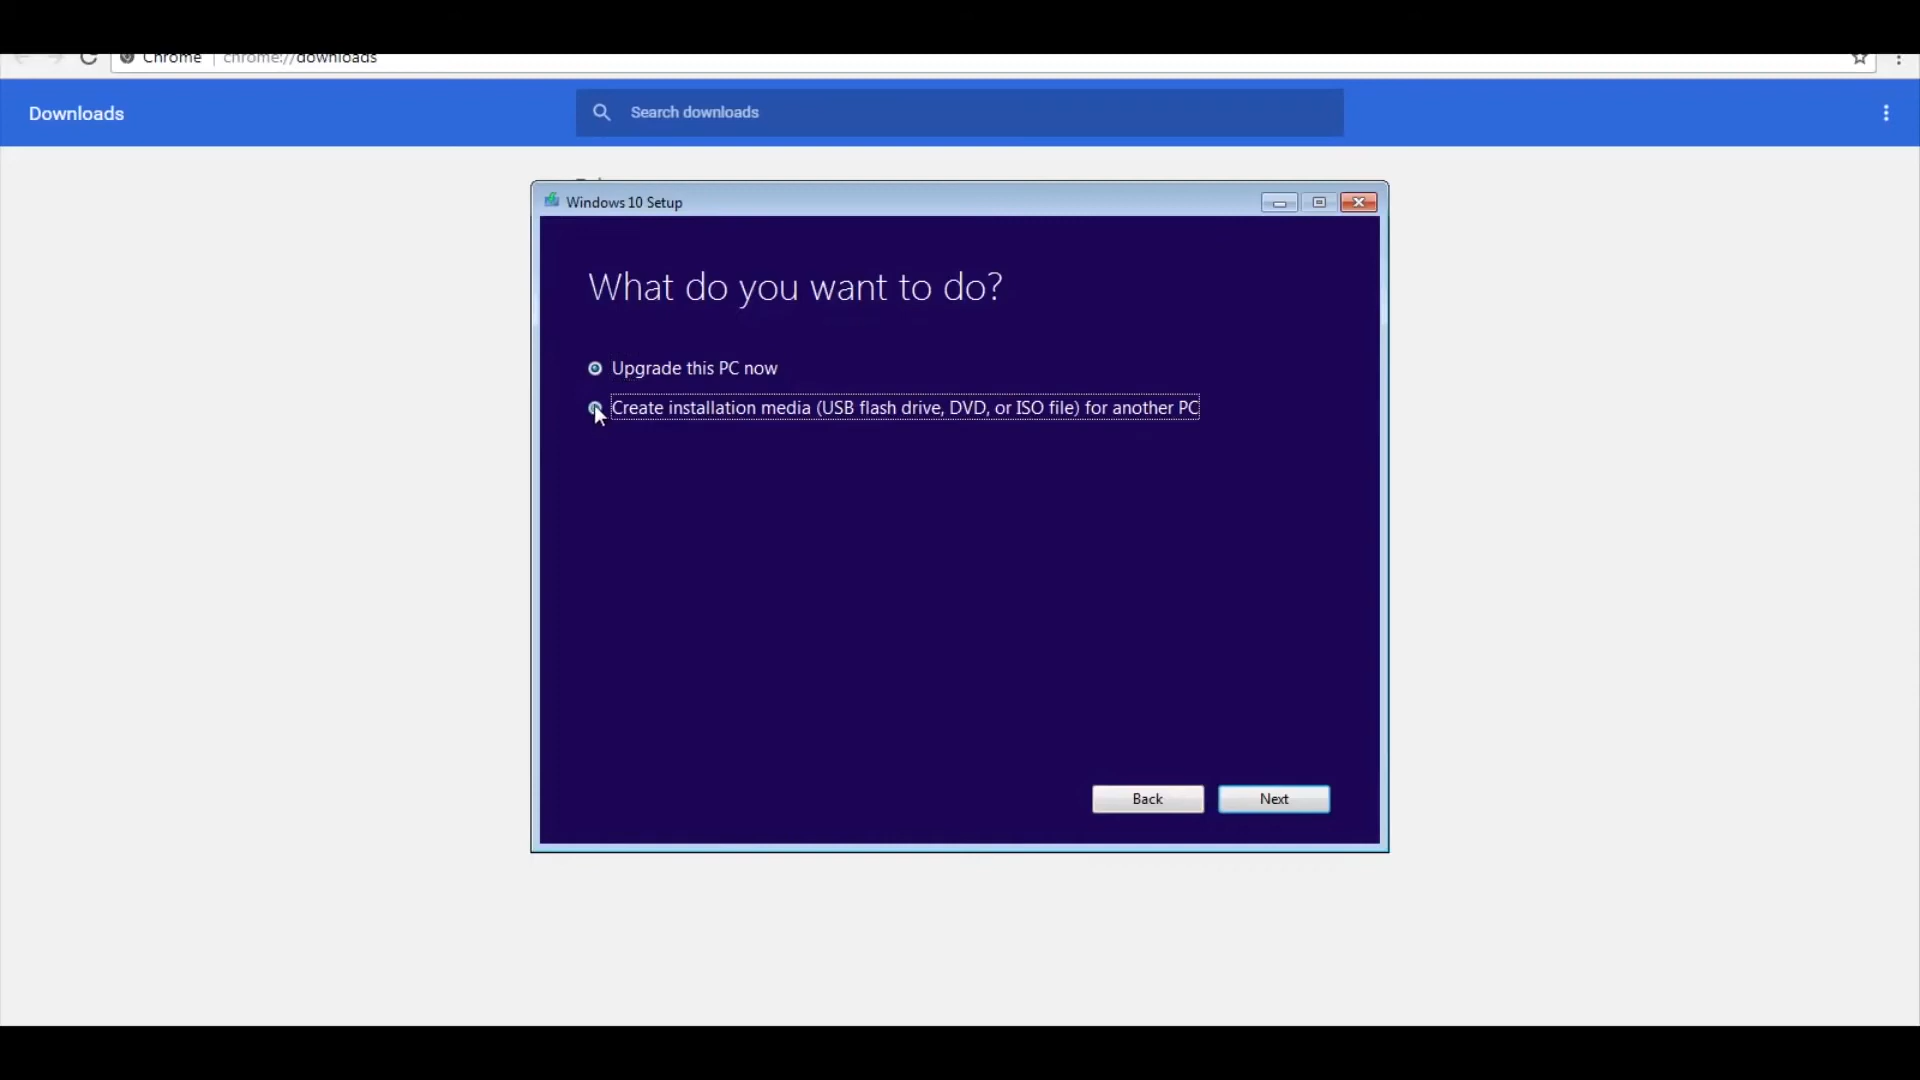 Chrome | chrome://downloads
Downloads
Search downloads
Windows 10 Setup
What do you want to do?
Upgrade this PC now
Create installation media (USB flash drive, DVD, or ISO file) for another PC
Back
Next